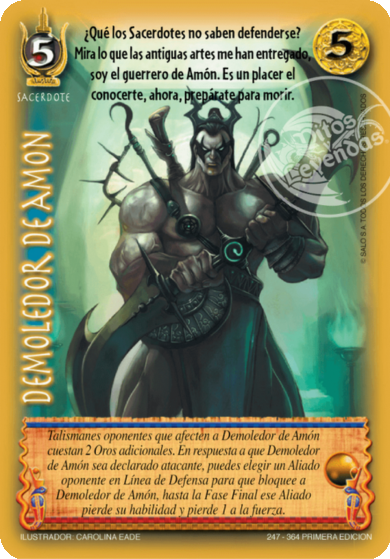 ¿Qué los Sacerdotes no saben defenderse?
5
5
Mira lo que las antiguas artes me han entregado,
soy el guerrero de Amón. Es un placer el
SACERDOTE
conocerte, ahora, prepárate para morir.
Mitos
Leyendas
DEMOLEDOR DE AMON
Talismanes oponentes que afecten a Demoledor de Amón
cuestan 2 Oros adicionales. En respuesta a que Demoledor
de Amón sea declarado atacante, puedes elegir un Aliado
oponente en Línea de Defensa para que bloquee a
Demoledor de Amón, hasta la Fase Final ese Aliado
pierde su habilidad y pierde 1 a la fuerza.
ILUSTRADOR: CAROLINA EADE
247 - 364 PRIMERA EDICION